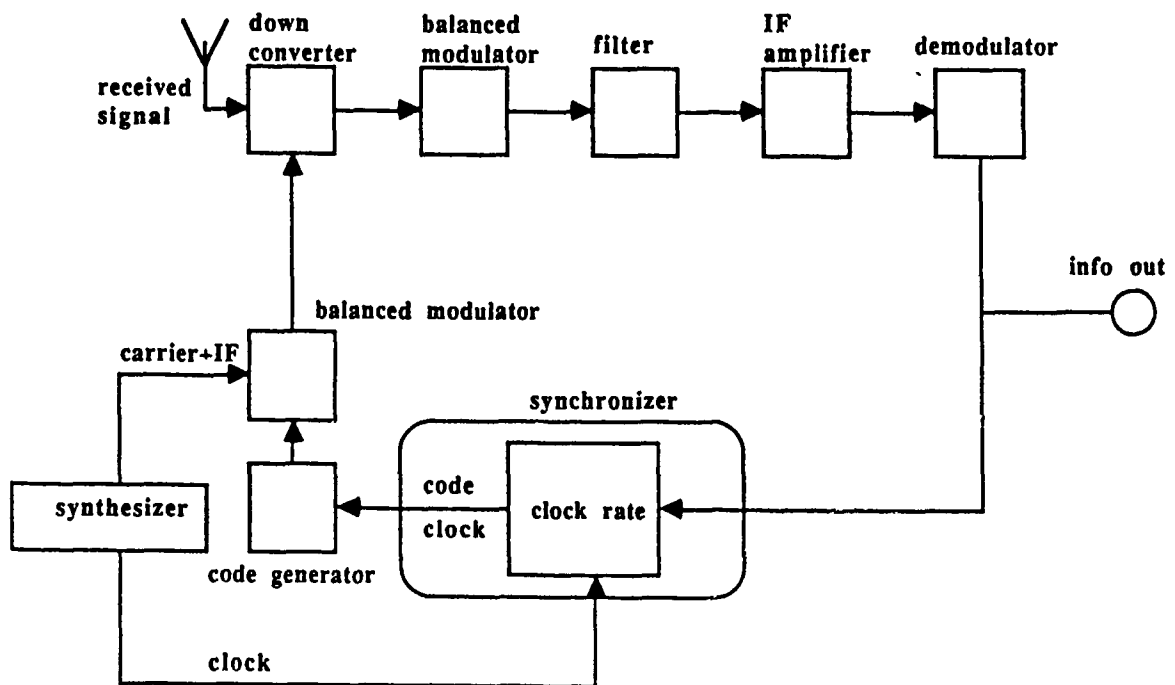 down
converter
balanced
modulator
filter
IF
amplifier
demodulator
received
signal
info out
balanced modulator
carrier+IF
synchronizer
synthesizer
code
clock
clock rate
code generator
clock